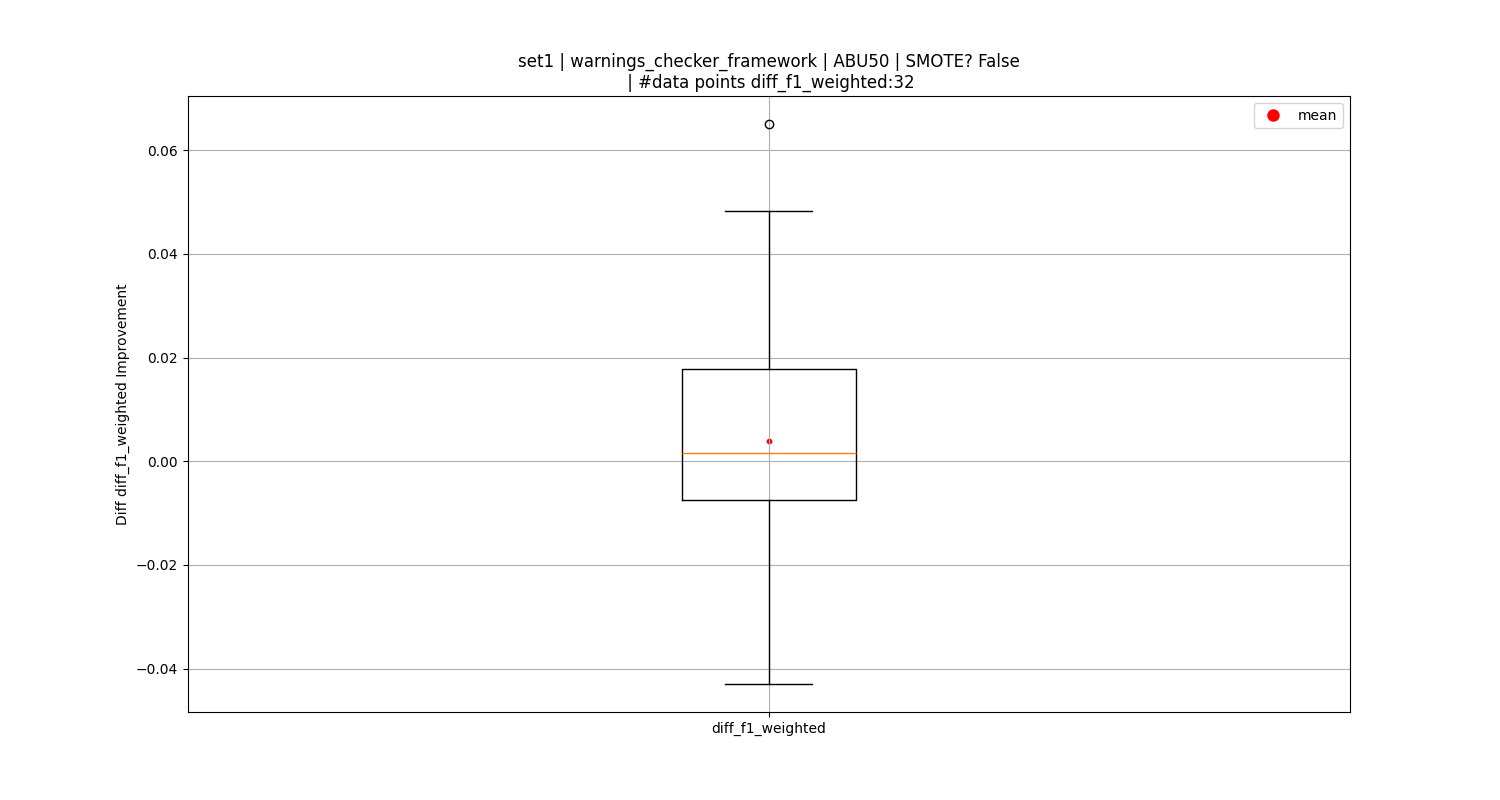 set1 | warnings_checker_framework | ABU50 | SMOTE? False
| #data points diff_f1_weighted:32
mean
0.06
0.04
0.02
0.00
−0.02
−0.04
Diff diff_f1_weighted Improvement
diff_f1_weighted